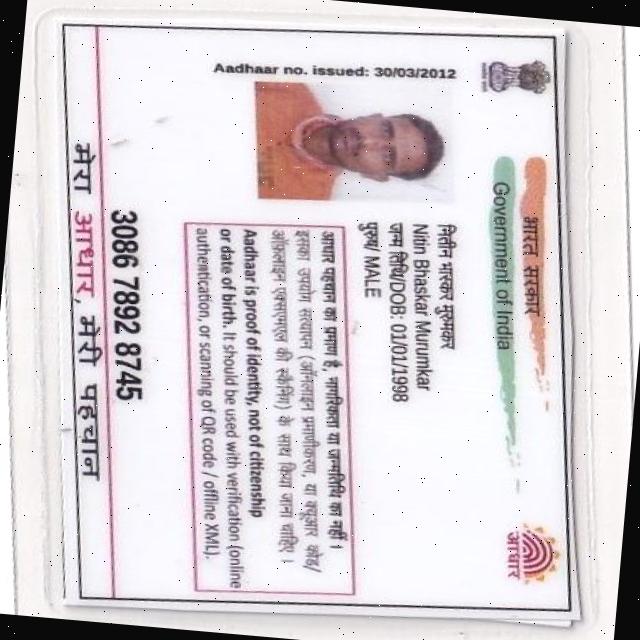 भारत सरकार
Government of India
Aadhaar no. issued: 30/03/2012
नितीन भास्कर
Nitin Bhaskar Murumkar
जन्म तिथि/DOB: 01/01/1998
पुरुष/ MALE
आधार पहचान का प्रमाण है, नागरिकता या जन्मतिथि का नहीं ।
इसका उपयोग सत्यापन (ऑनलाइन प्रमाणीकरण, या क्यूआर कोड/
ऑफ़लाइन एक्सएमएल की स्कैनिंग) के साथ किया जाना चाहिए ।
Aadhaar is proof of identity, not of citizenship
or date of birth. It should be used with verification (online
authentication, or scanning of QR code / offline XML).
3086 7892 8745
मेरा आधार, मेरी पहचान
आधार